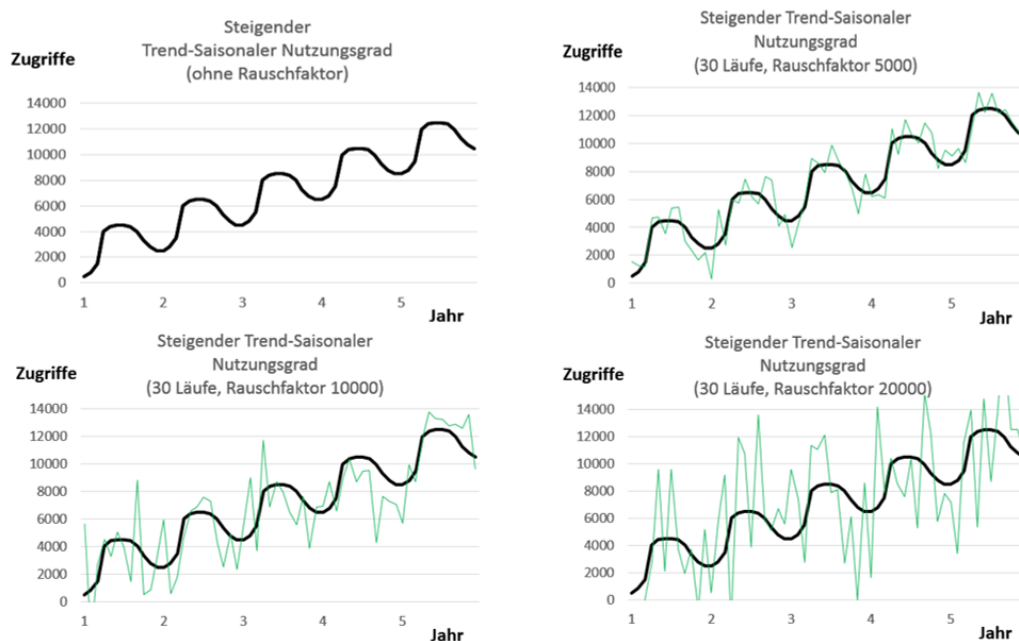 Steigender
Trend-Saisonaler Nutzungsgrad
(ohne Rauschfaktor)
Zugriffe
14000
12000
10000
8000
6000
4000
2000
0
1 2 3 4 5
Jahr
Steigender Trend-Saisonaler
Nutzungsgrad
(30 Läufe, Rauschfaktor 5000)
Zugriffe
14000
12000
10000
8000
6000
4000
2000
0
1 2 3 4 5
Jahr
Steigender Trend-Saisonaler
Nutzungsgrad
(30 Läufe, Rauschfaktor 10000)
Zugriffe
14000
12000
10000
8000
6000
4000
2000
0
1 2 3 4 5
Jahr
Steigender Trend-Saisonaler
Nutzungsgrad
(30 Läufe, Rauschfaktor 20000)
Zugriffe
14000
12000
10000
8000
6000
4000
2000
0
1 2 3 4 5
Jahr